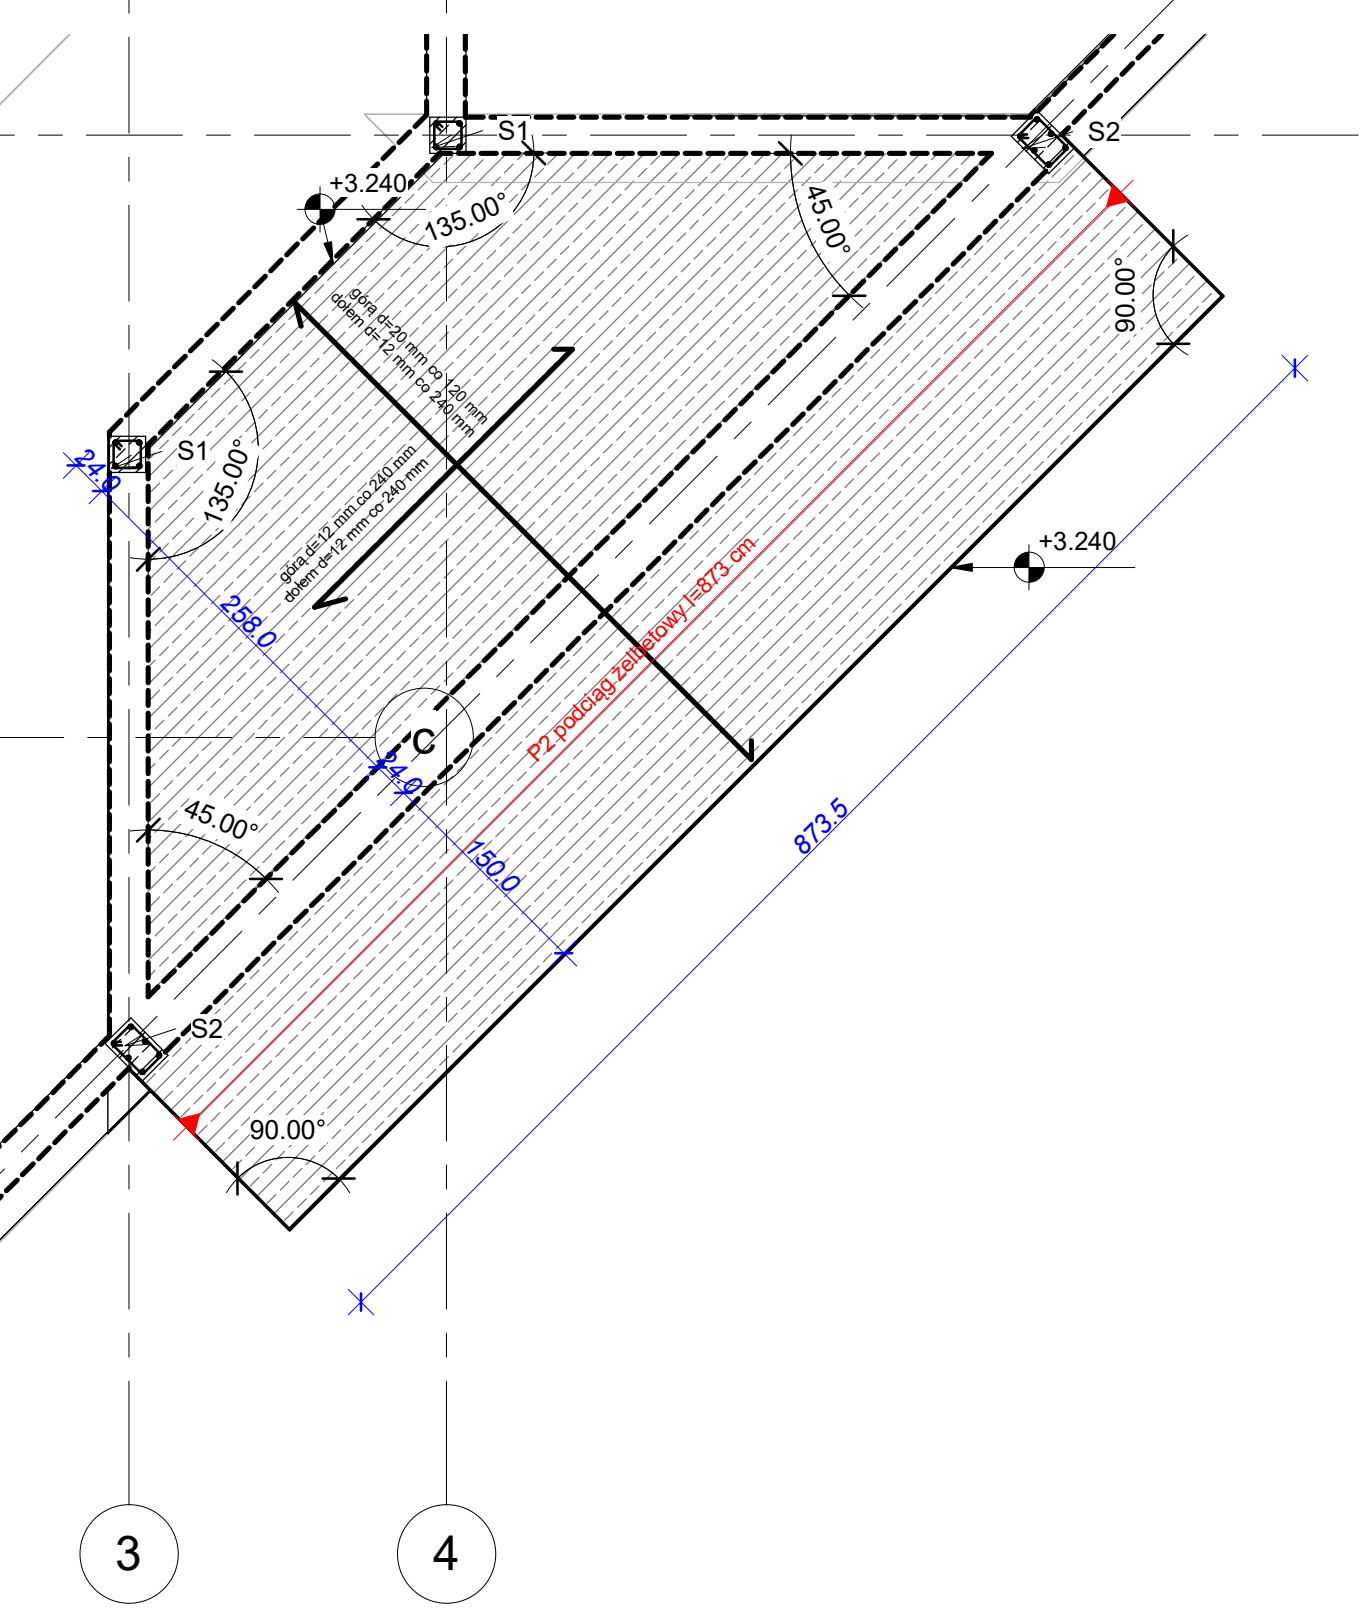 S1
S2
+3.240
135.00°
45.00°
90.00°
górą d=20 mm co 120 mm
dołem d=12 mm co 240 mm
S1
24.0
135.00°
górą d=12 mm co 240 mm
dołem d=12 mm co 240 mm
+3.240
P2 podciąg żelbetowy l=873 cm
258.0
C
24.0
45.00°
150.0
873.5
S2
90.00°
3
4